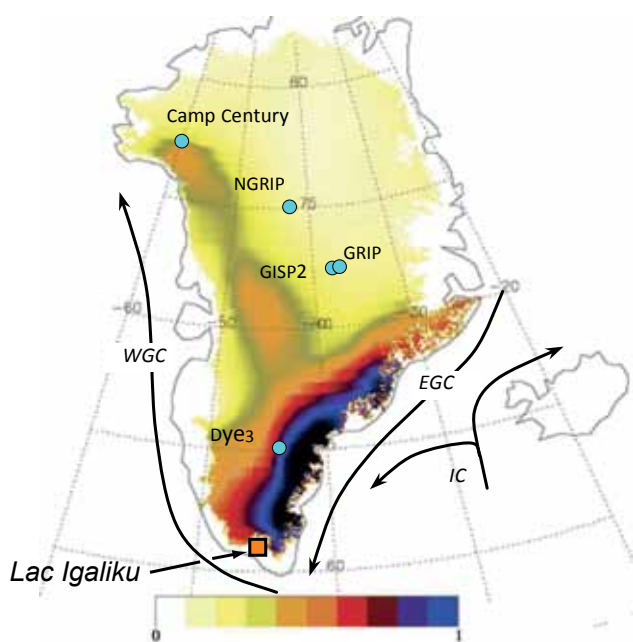 80
Camp Century
NGRIP
75
GRIP
GISP2
-20
-30
-60
-50
-40
WGC
EGC
Dye3
IC
Lac Igaliku
60
0
1